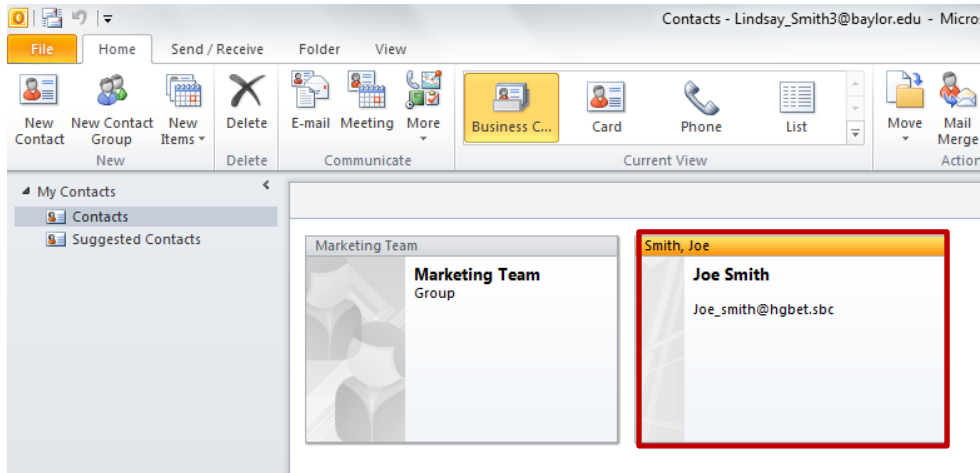 Contacts - Lindsay_Smith3@baylor.edu - Micro
File Home Send / Receive Folder View
New Contact
New Contact Group
New Items
Delete
E-mail
Meeting
More
Business C...
Card
Phone
List
Move
Mail Merge
New Delete Communicate Current View Action
My Contacts
Contacts
Suggested Contacts
Marketing Team
Marketing Team
Group
Smith, Joe
Joe Smith
Joe_smith@hgbet.sbc